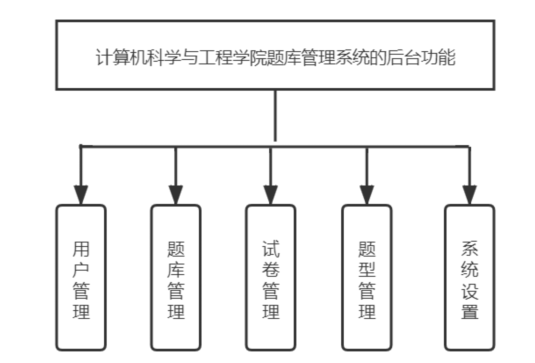 计算机科学与工程学院题库管理系统的后台功能
用户管理
题库管理
试卷管理
题型管理
系统设置